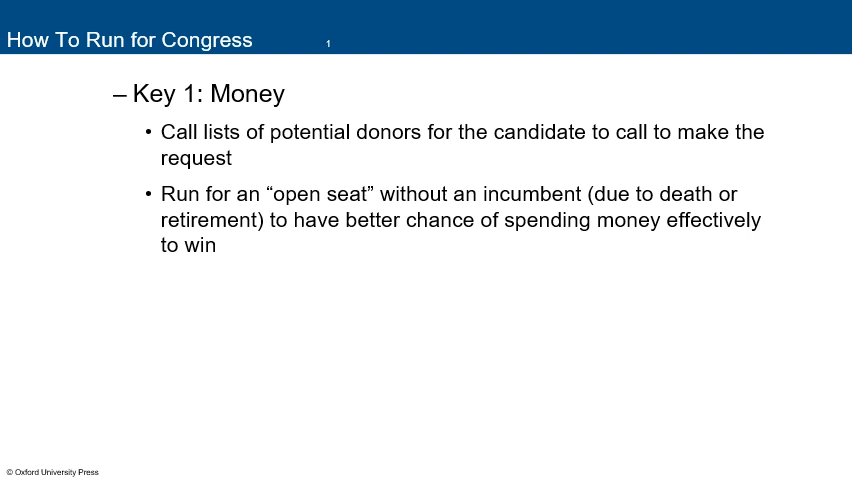 How To Run for Congress 1
– Key 1: Money
• Call lists of potential donors for the candidate to call to make the
request
• Run for an “open seat” without an incumbent (due to death or
retirement) to have better chance of spending money effectively
to win
© Oxford University Press